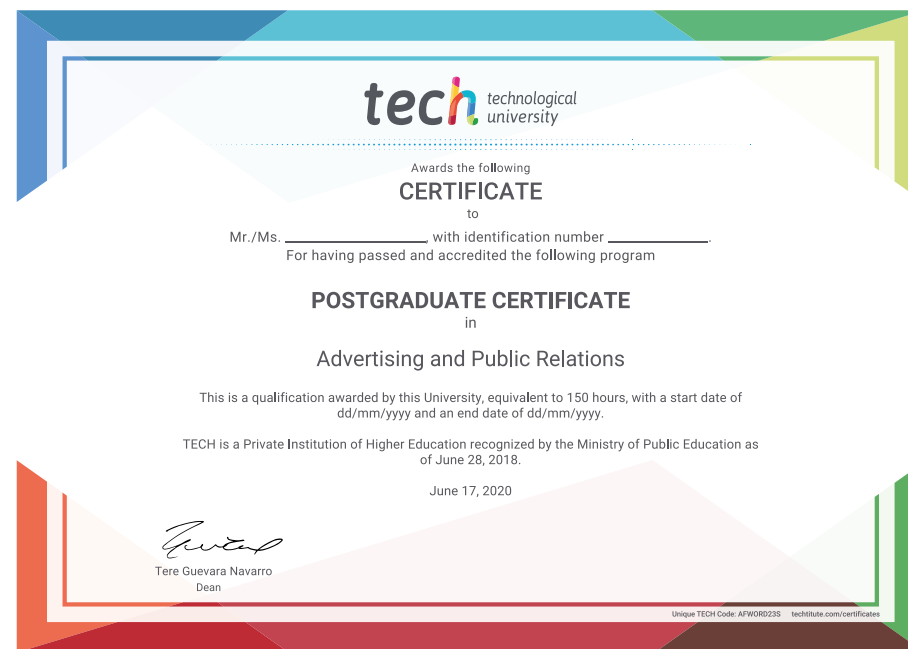 tech technological
university
Awards the following
CERTIFICATE
to
Mr./Ms. ____________________, with identification number ______________.
For having passed and accredited the following program
POSTGRADUATE CERTIFICATE
in
Advertising and Public Relations
This is a qualification awarded by this University, equivalent to 150 hours, with a start date of
dd/mm/yyyy and an end date of dd/mm/yyyy.
TECH is a Private Institution of Higher Education recognized by the Ministry of Public Education as
of June 28, 2018.
June 17, 2020
Tere Guevara Navarro
Dean
Unique TECH Code: AFWORD23S techtitute.com/certificates